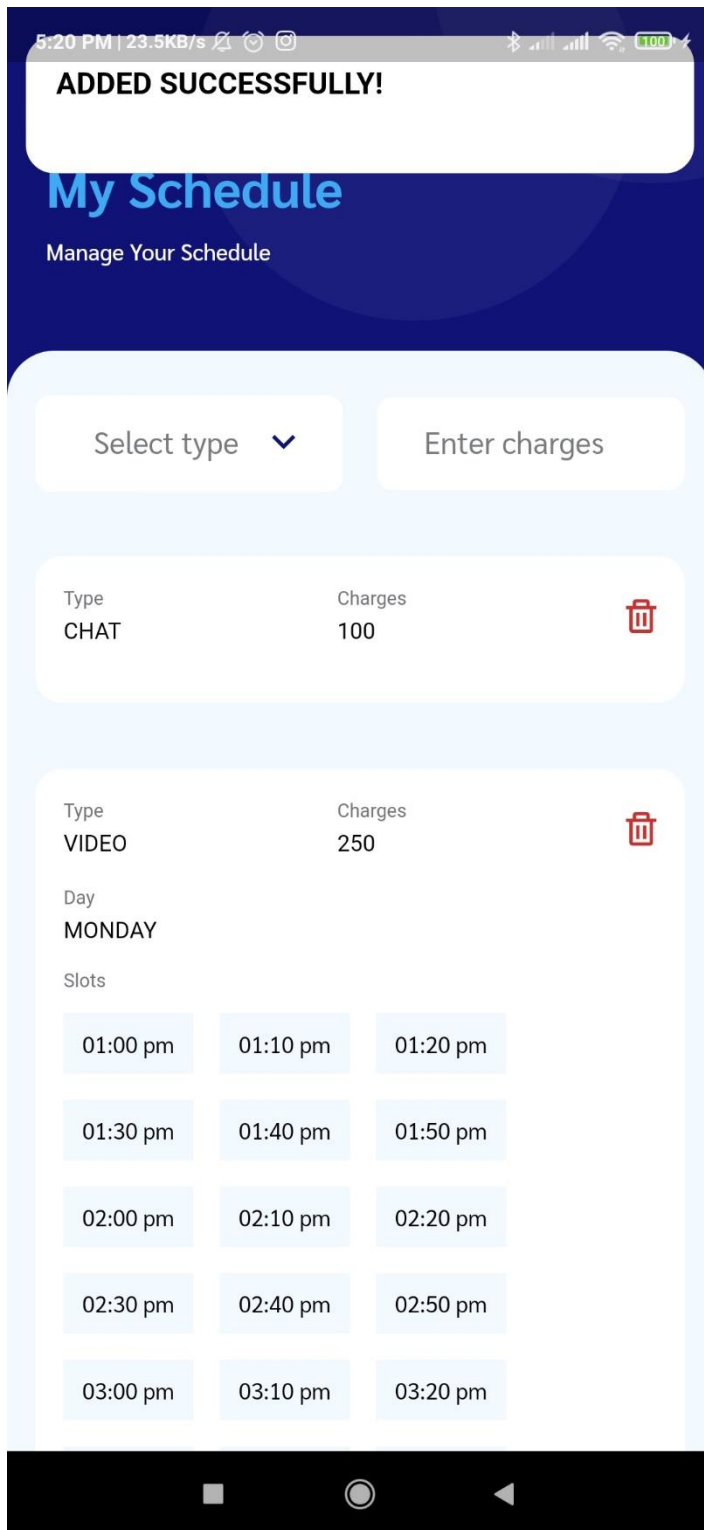 5:20 PM | 23.5KB/s 100
ADDED SUCCESSFULLY!
My Schedule
Manage Your Schedule
Select type Enter charges
Type Charges
CHAT 100
Type Charges
VIDEO 250
Day
MONDAY
Slots
01:00 pm 01:10 pm 01:20 pm
01:30 pm 01:40 pm 01:50 pm
02:00 pm 02:10 pm 02:20 pm
02:30 pm 02:40 pm 02:50 pm
03:00 pm 03:10 pm 03:20 pm